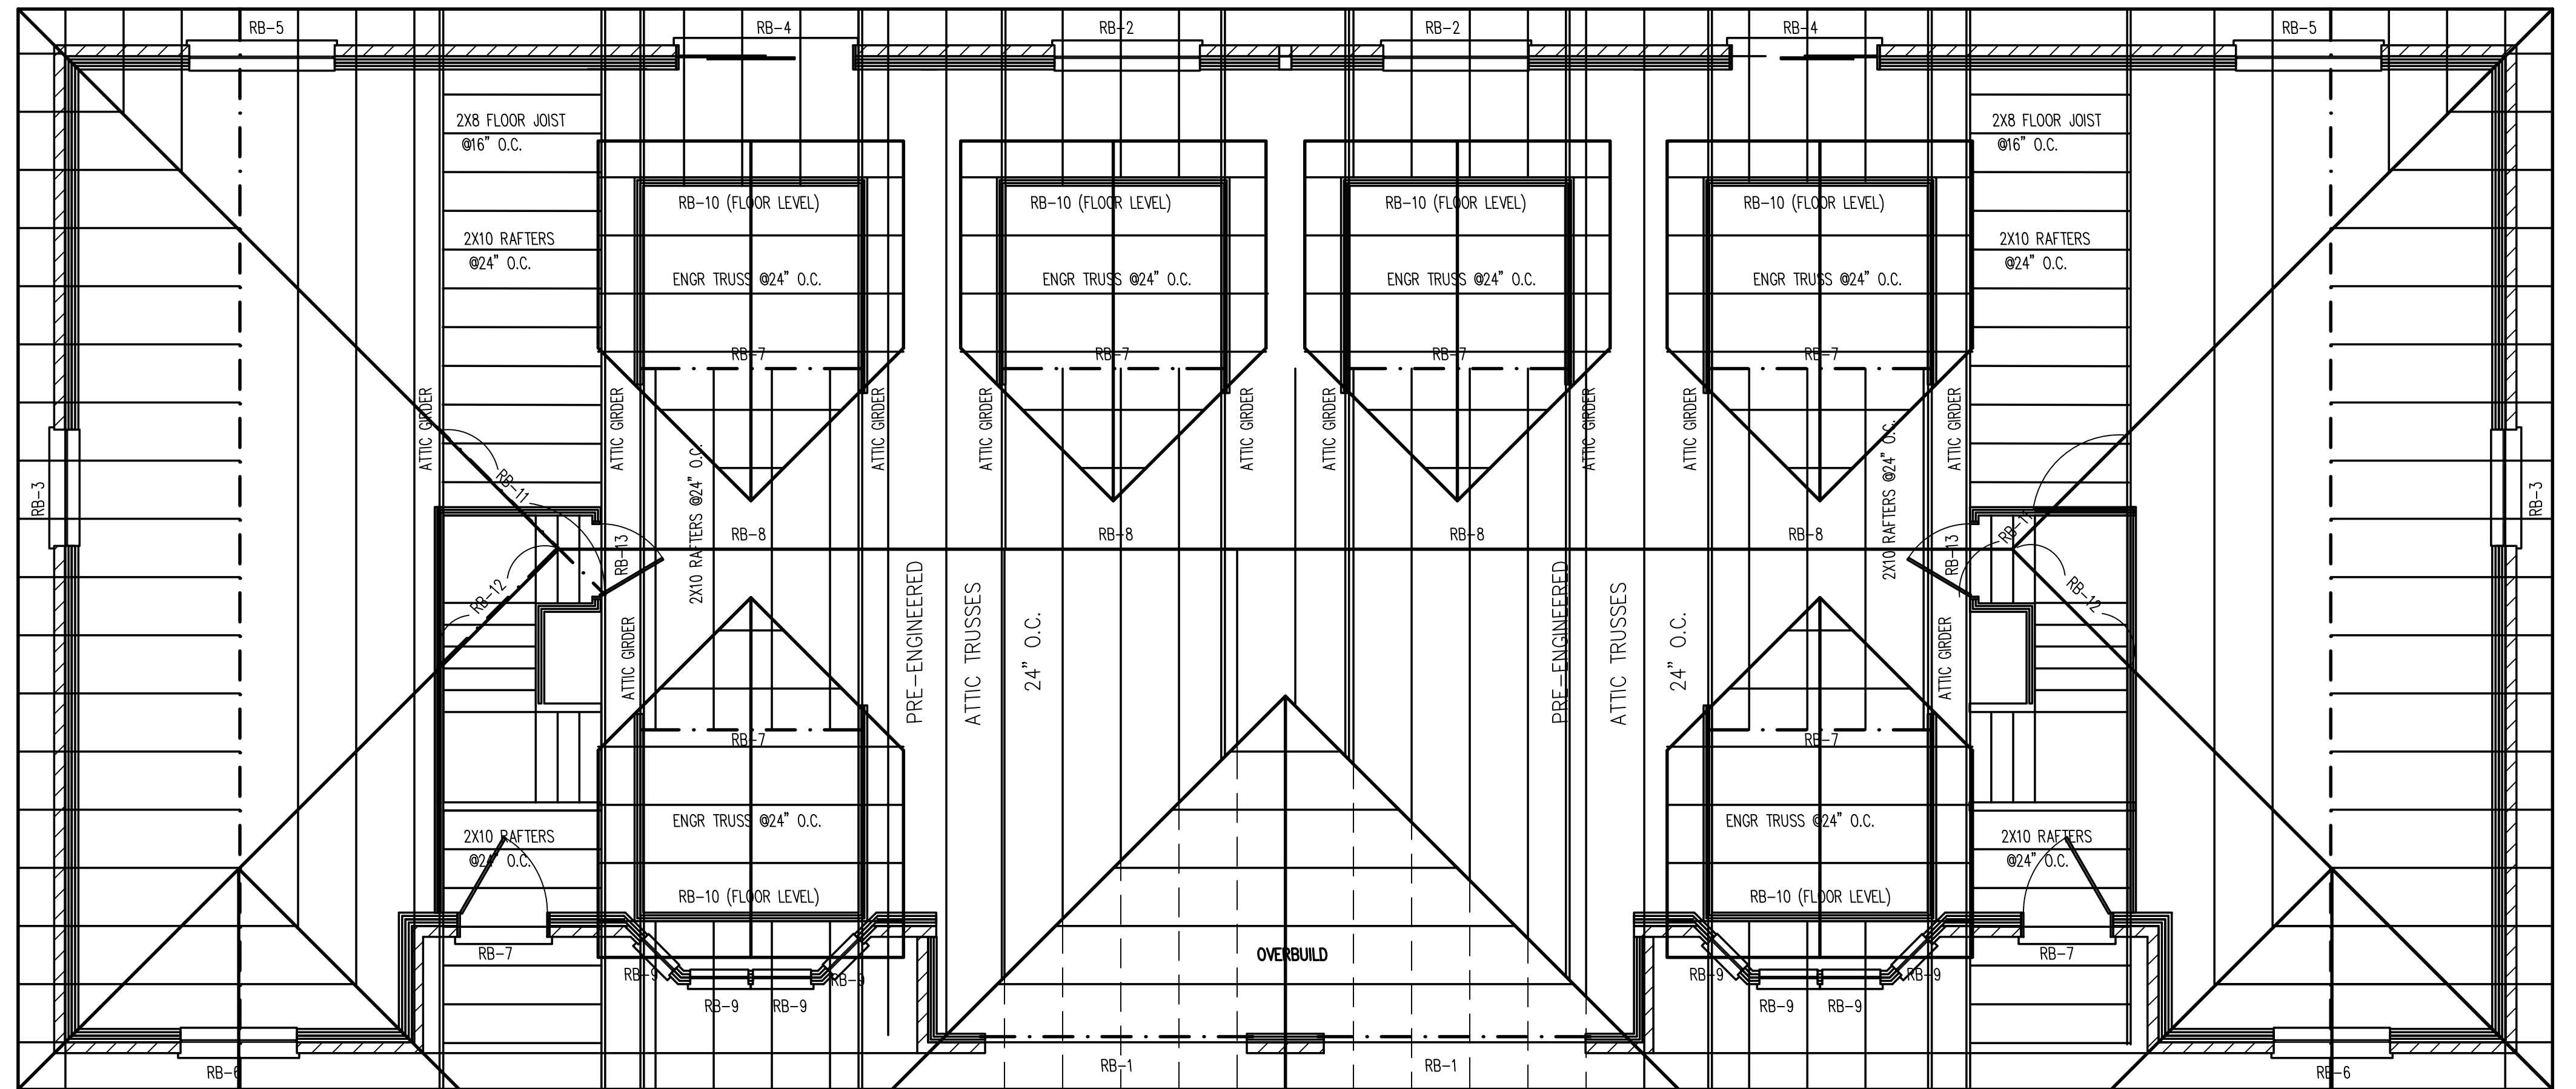 RB-5
RB-4
RB-2
RB-2
RB-4
RB-5
2X8 FLOOR JOIST
@16" O.C.
2X8 FLOOR JOIST
@16" O.C.
RB-10 (FLOOR LEVEL)
RB-10 (FLOOR LEVEL)
RB-10 (FLOOR LEVEL)
RB-10 (FLOOR LEVEL)
2X10 RAFTERS
@24" O.C.
2X10 RAFTERS
@24" O.C.
ENGR TRUSS @24" O.C.
ENGR TRUSS @24" O.C.
ENGR TRUSS @24" O.C.
ENGR TRUSS @24" O.C.
RB-7
RB-7
RB-7
RB-7
ATTIC GIRDER
ATTIC GIRDER
ATTIC GIRDER
ATTIC GIRDER
ATTIC GIRDER
ATTIC GIRDER
ATTIC GIRDER
ATTIC GIRDER
ATTIC GIRDER
RB-3
RB-11
2X10 RAFTERS @24" O.C.
2X10 RAFTERS @24" O.C.
RB-11
RB-3
RB-8
RB-8
RB-8
RB-8
RB-13
RB-13
RB-12
RB-12
ATTIC GIRDER
PRE-ENGINEERED
ATTIC TRUSSES
24" O.C.
PRE-ENGINEERED
ATTIC TRUSSES
24" O.C.
ATTIC GIRDER
RB-7
RB-7
2X10 RAFTERS
@24" O.C.
ENGR TRUSS @24" O.C.
ENGR TRUSS @24" O.C.
2X10 RAFTERS
@24" O.C.
RB-10 (FLOOR LEVEL)
RB-10 (FLOOR LEVEL)
RB-7
OVERBUILD
RB-7
RB-9
RB-9
RB-9
RB-9
RB-9
RB-9
RB-9
RB-9
RB-6
RB-1
RB-1
RB-6